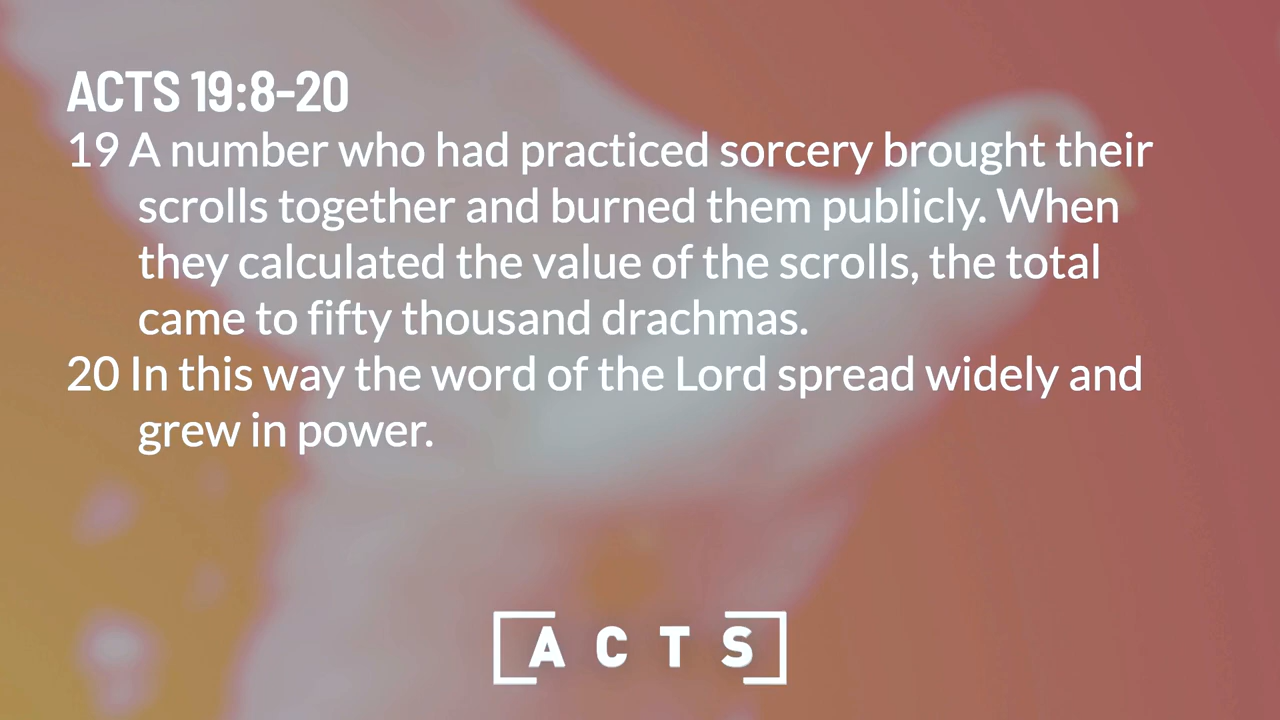 ACTS 19:8-20
19 A number who had practiced sorcery brought their
scrolls together and burned them publicly. When
they calculated the value of the scrolls, the total
came to fifty thousand drachmas.
20 In this way the word of the Lord spread widely and
grew in power.
ACTS